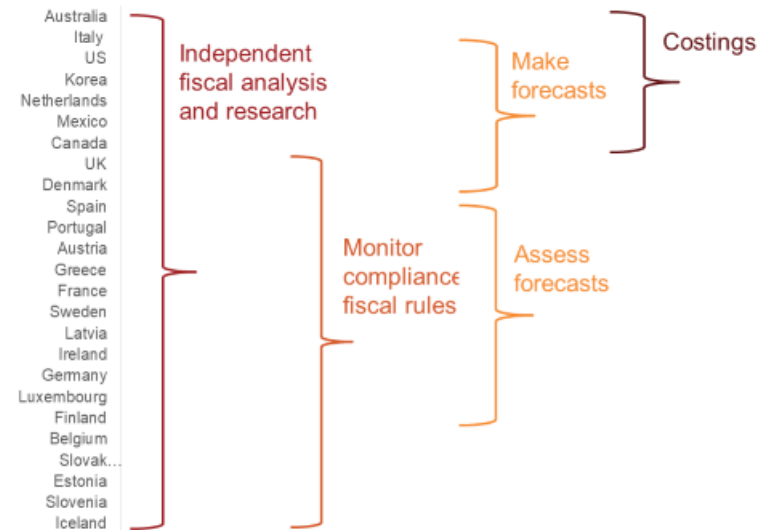 Australia
Italy
US
Korea
Netherlands
Mexico
Canada
UK
Denmark
Spain
Portugal
Austria
Greece
France
Sweden
Latvia
Ireland
Germany
Luxembourg
Finland
Belgium
Slovak…
Estonia
Slovenia
Iceland
Independent
fiscal analysis
and research
Monitor
compliance
fiscal rules
Make
forecasts
Assess
forecasts
Costings